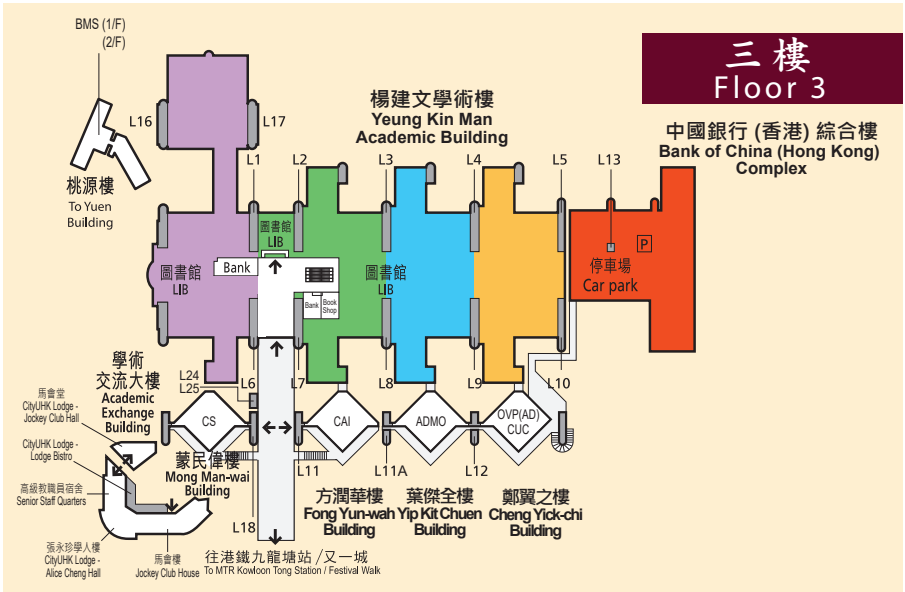 BMS (1/F)
(2/F)
三樓
Floor 3
楊建文學術樓
Yeung Kin Man
Academic Building
中國銀行 (香港) 綜合樓
Bank of China (Hong Kong)
Complex
L16
L17
L1
L2
L3
L4
L5
L13
桃源樓
To Yuen
Building
圖書館
LIB
圖書館
LIB
Bank
圖書館
LIB
P
停車場
Car park
Bank
Book
Shop
學術
交流大樓
Academic
Exchange
Building
L24
L25
L6
L7
L8
L9
L10
馬會堂
CityUHK Lodge -
Jockey Club Hall
CS
CAI
ADMO
OVP(AD)
CUC
CityUHK Lodge -
Lodge Bistro
蒙民偉樓
Mong Man-wai
Building
L11
L11A
L12
高級教職員宿舍
Senior Staff Quarters
方潤華樓
Fong Yun-wah
Building
葉傑全樓
Yip Kit Chuen
Building
鄭翼之樓
Cheng Yick-chi
Building
L18
張永珍學人樓
CityUHK Lodge -
Alice Cheng Hall
馬會樓
Jockey Club House
往港鐵九龍塘站 /又一城
To MTR Kowloon Tong Station / Festival Walk